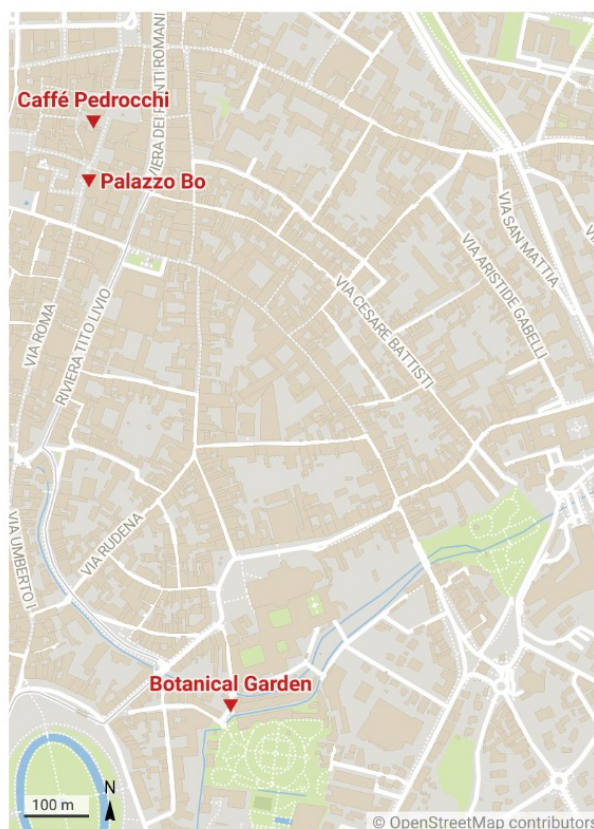 Caffé Pedrocchi
Palazzo Bo
RIVIERA DEI PONTI ROMANI
VIA SAN MATTIA
VIA ARISTIDE GABELLI
VIA CESARE BATTISTI
VIA ROMA
RIVIERA TITO LIVIO
VIA RUDENA
VIA UMBERTO I
Botanical Garden
N
100 m
© OpenStreetMap contributors